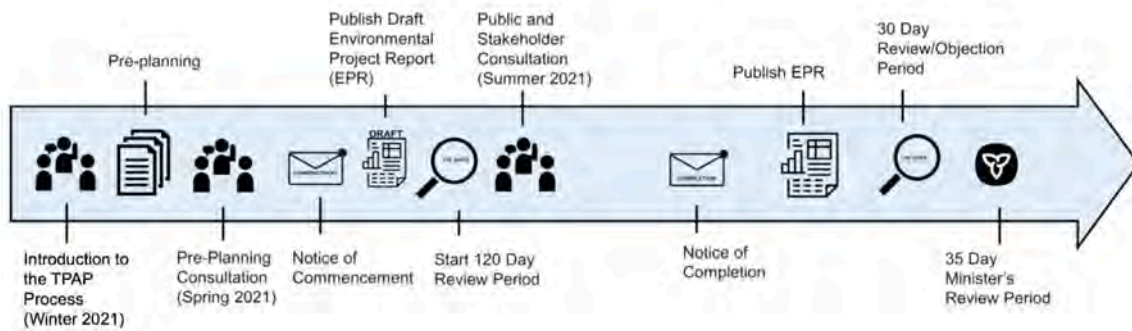 Pre-planning
Publish Draft
Environmental
Project Report
(EPR)
Public and
Stakeholder
Consultation
(Summer 2021)
Publish EPR
30 Day
Review/Objection
Period
DRAFT
COMPLETION
Introduction to
the TPAP
Process
(Winter 2021)
Pre-Planning
Consultation
(Spring 2021)
Notice of
Commencement
Start 120 Day
Review Period
Notice of
Completion
35 Day
Minister's
Review Period